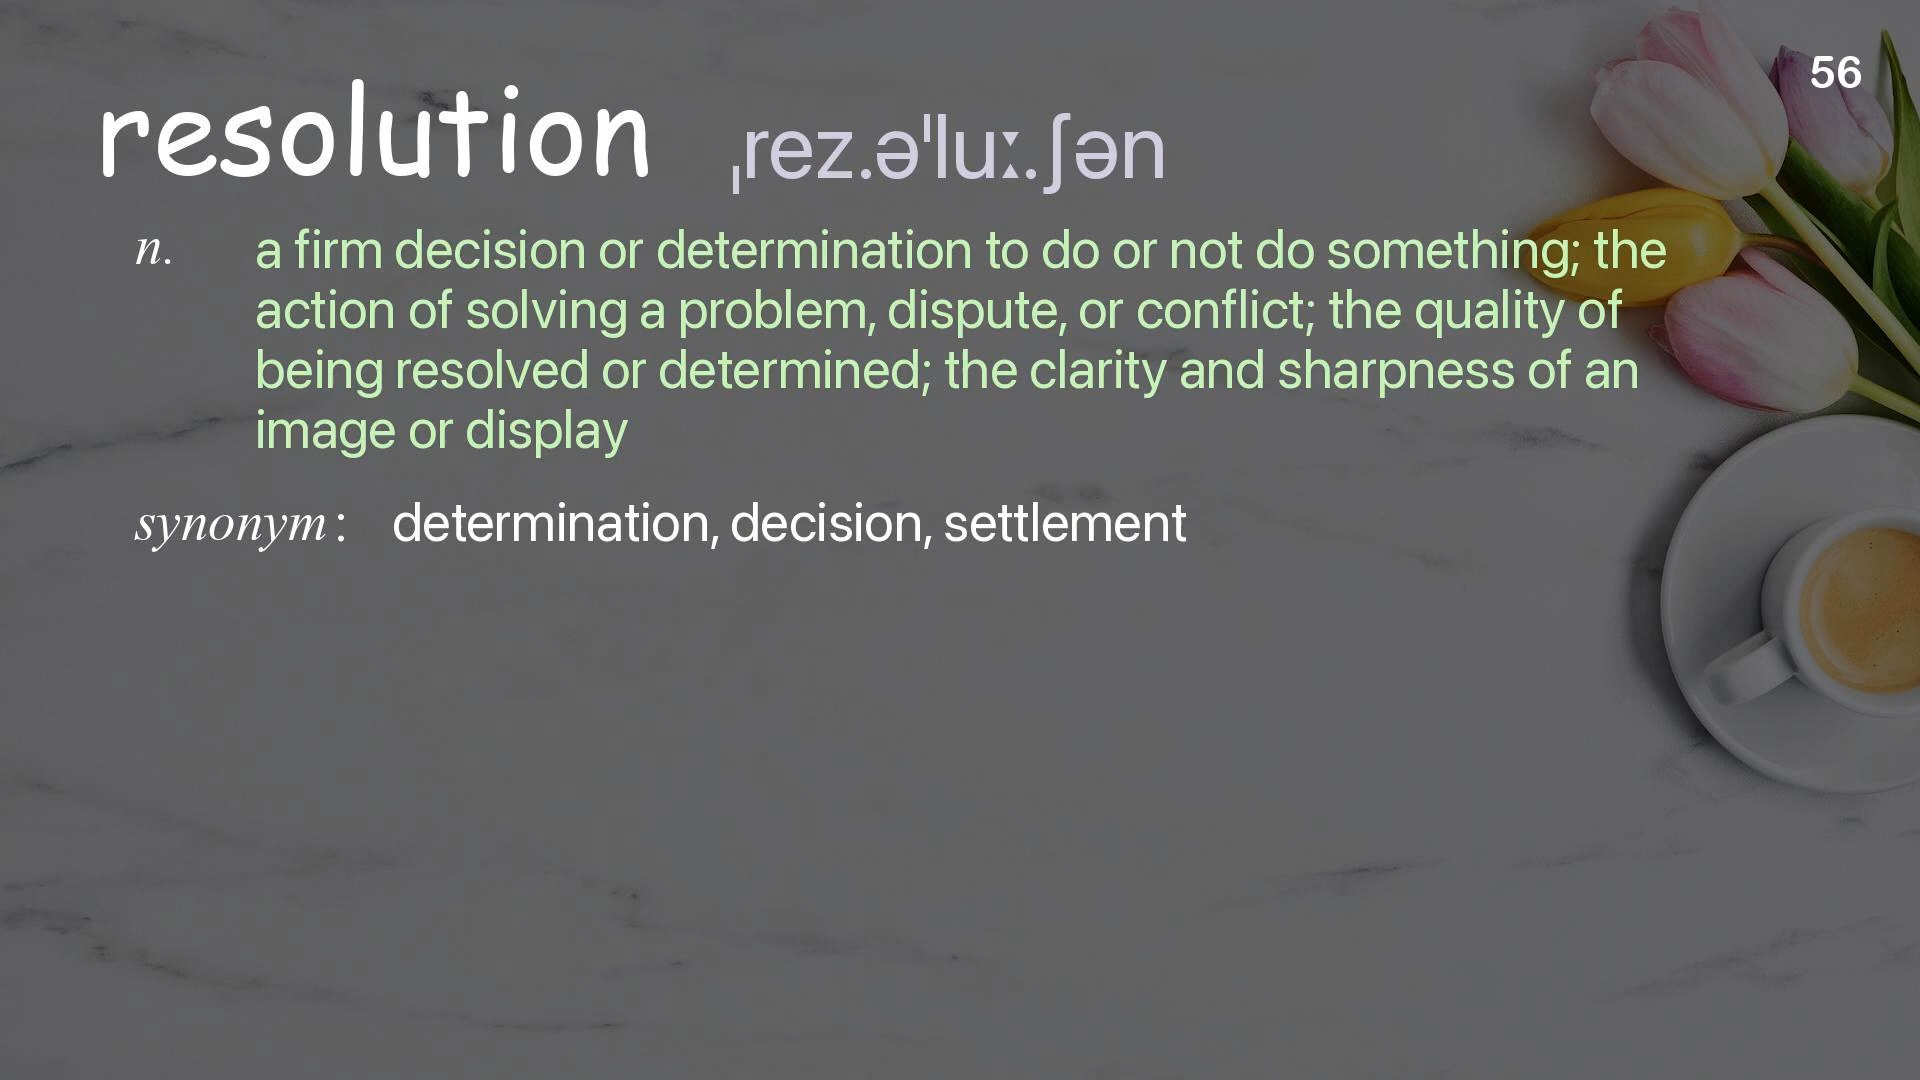 56
resolution ˌrez.əˈluː.ʃən
n. a firm decision or determination to do or not do something; the
action of solving a problem, dispute, or conflict; the quality of
being resolved or determined; the clarity and sharpness of an
image or display
synonym: determination, decision, settlement